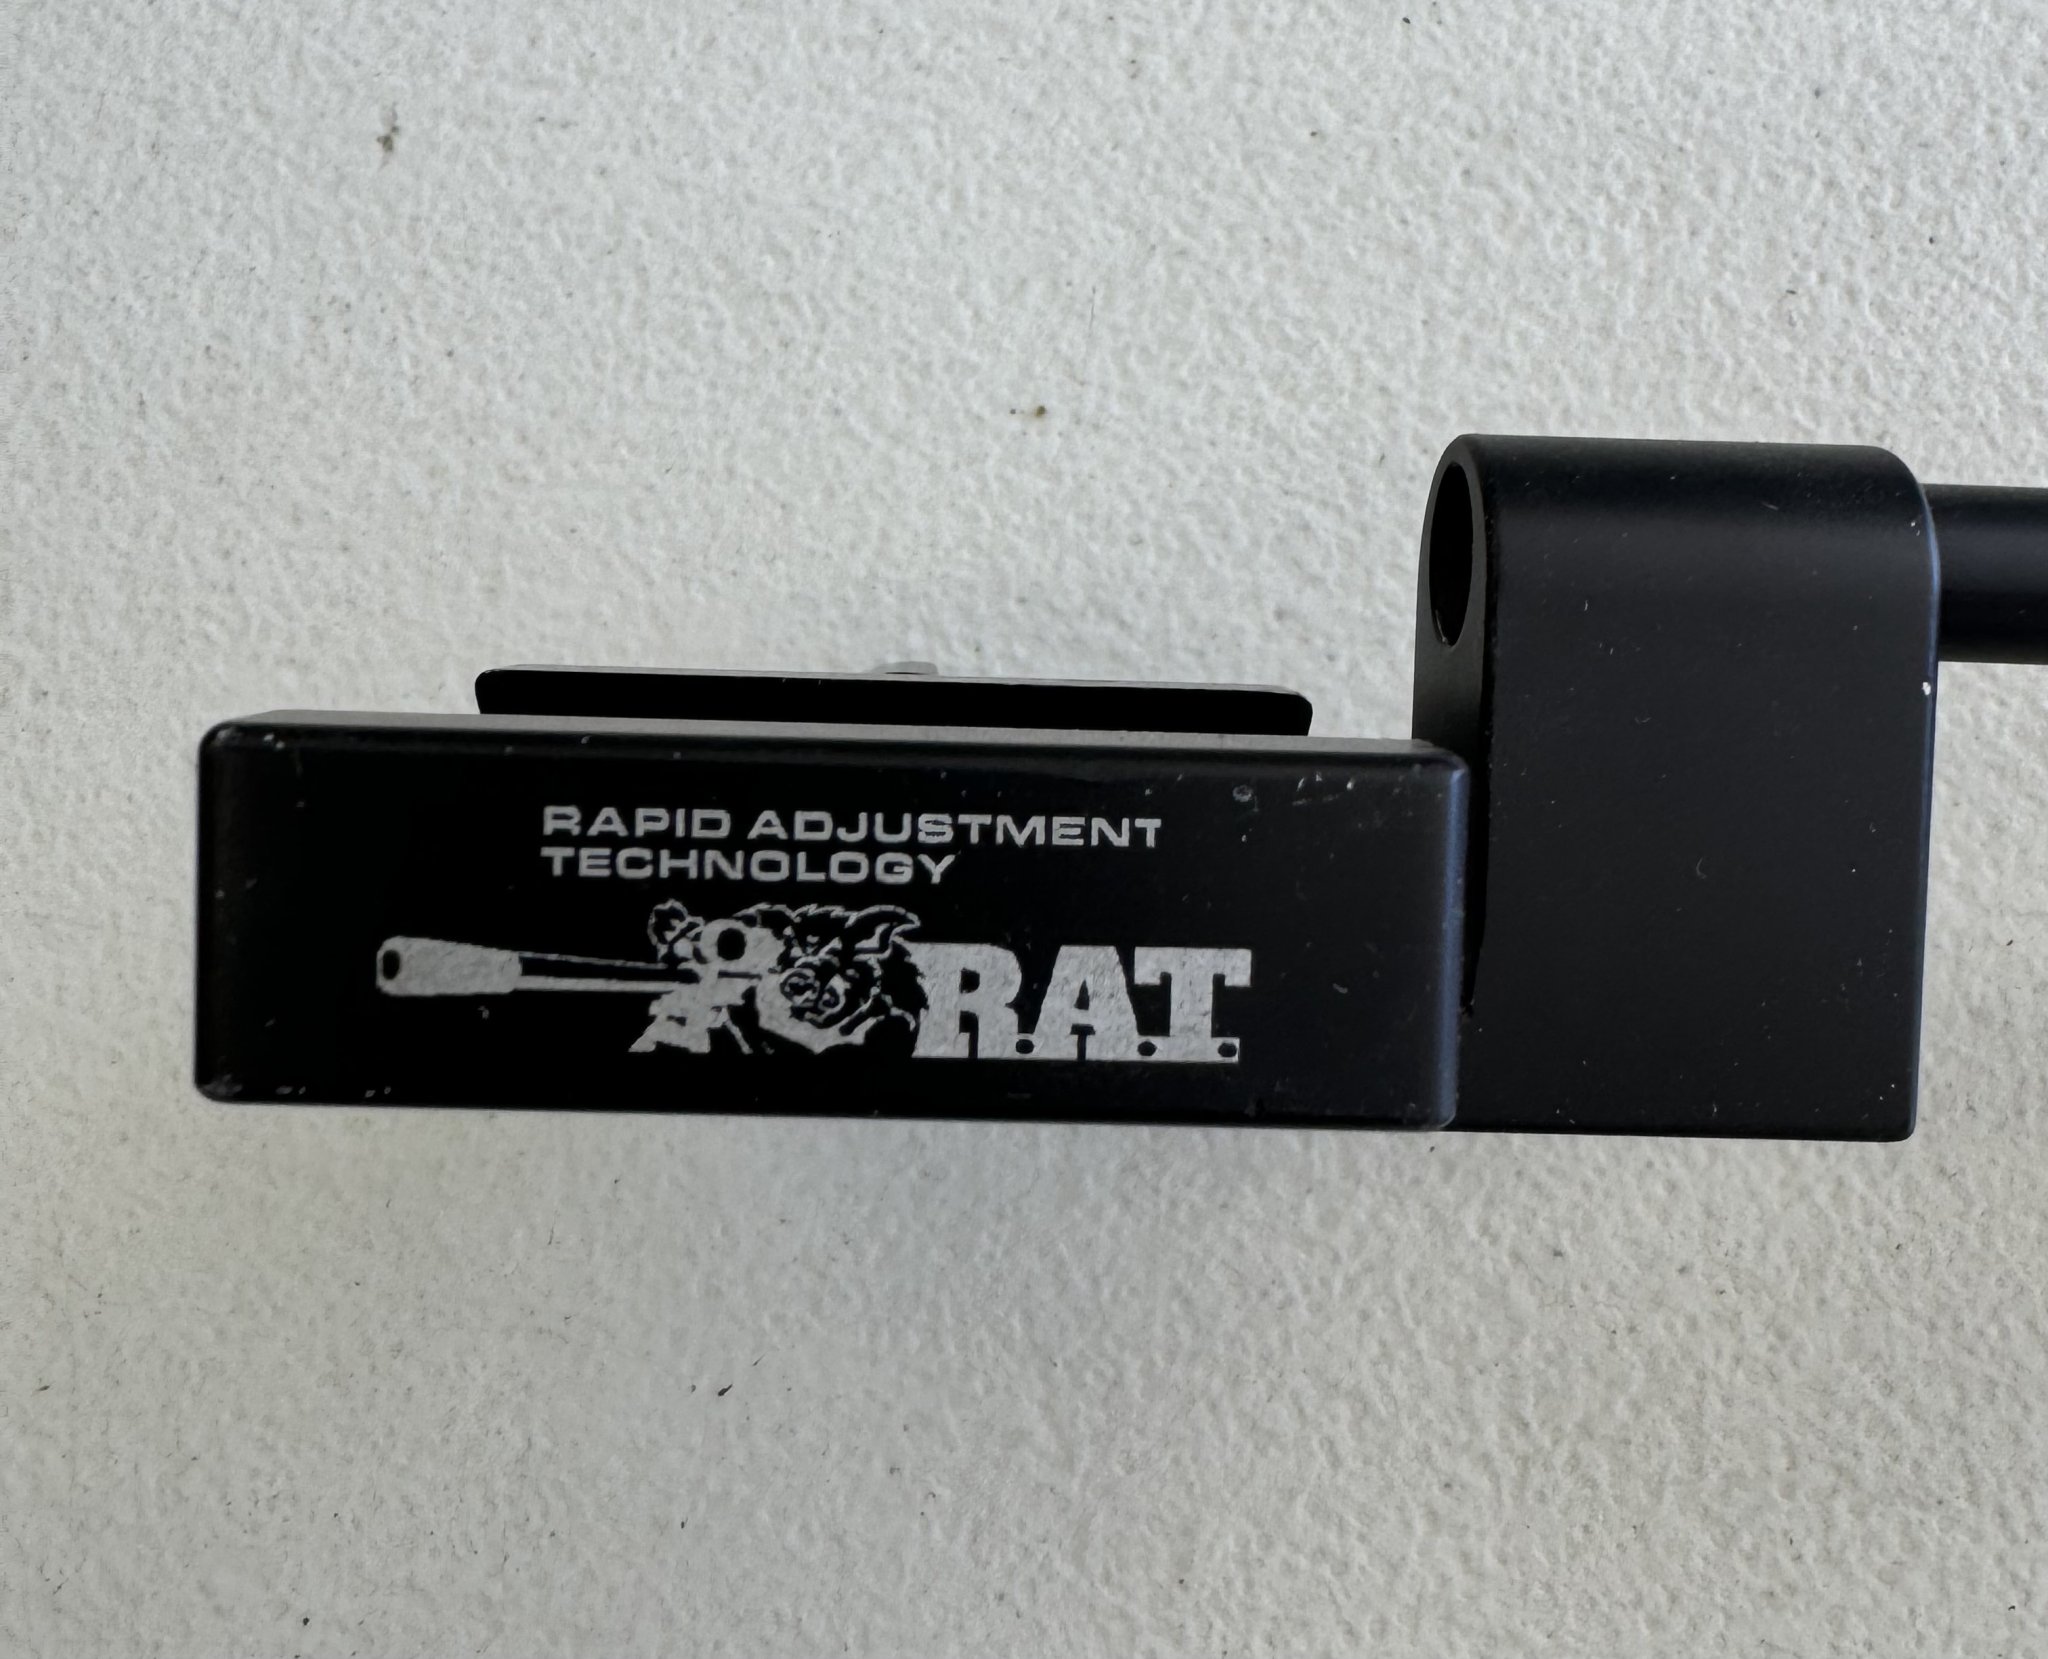 RAPID ADJUSTMENT
TECHNOLOGY
R.A.T.